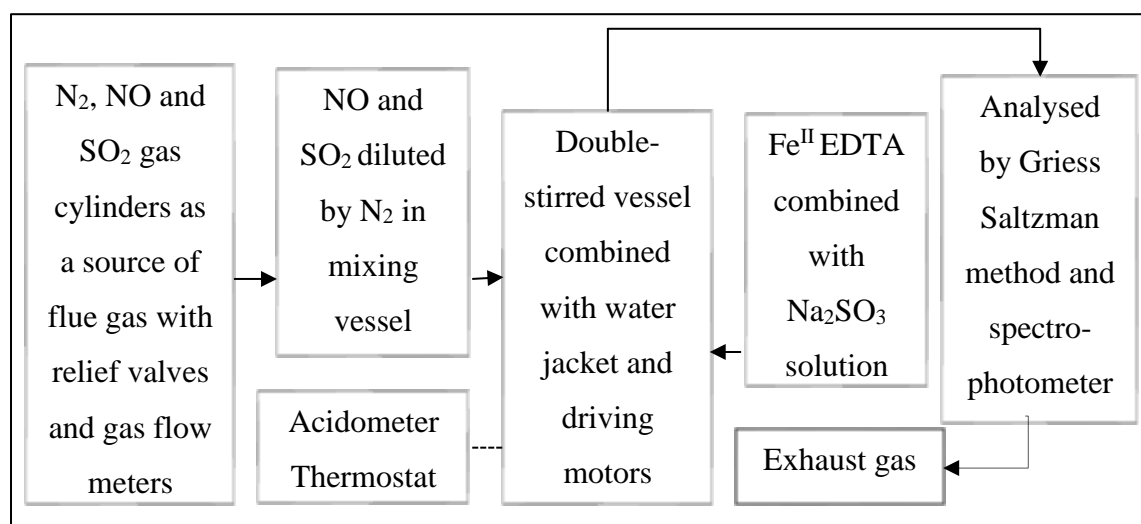 N₂, NO and
SO₂ gas
cylinders as
a source of
flue gas with
relief valves
and gas flow
meters
NO and
SO₂ diluted
by N₂ in
mixing
vessel
Acidometer
Thermostat
Double-
stirred vessel
combined
with water
jacket and
driving
motors
Feᴵᴵ EDTA
combined
with
Na₂SO₃
solution
Analysed
by Griess
Saltzman
method and
spectro-
photometer
Exhaust gas